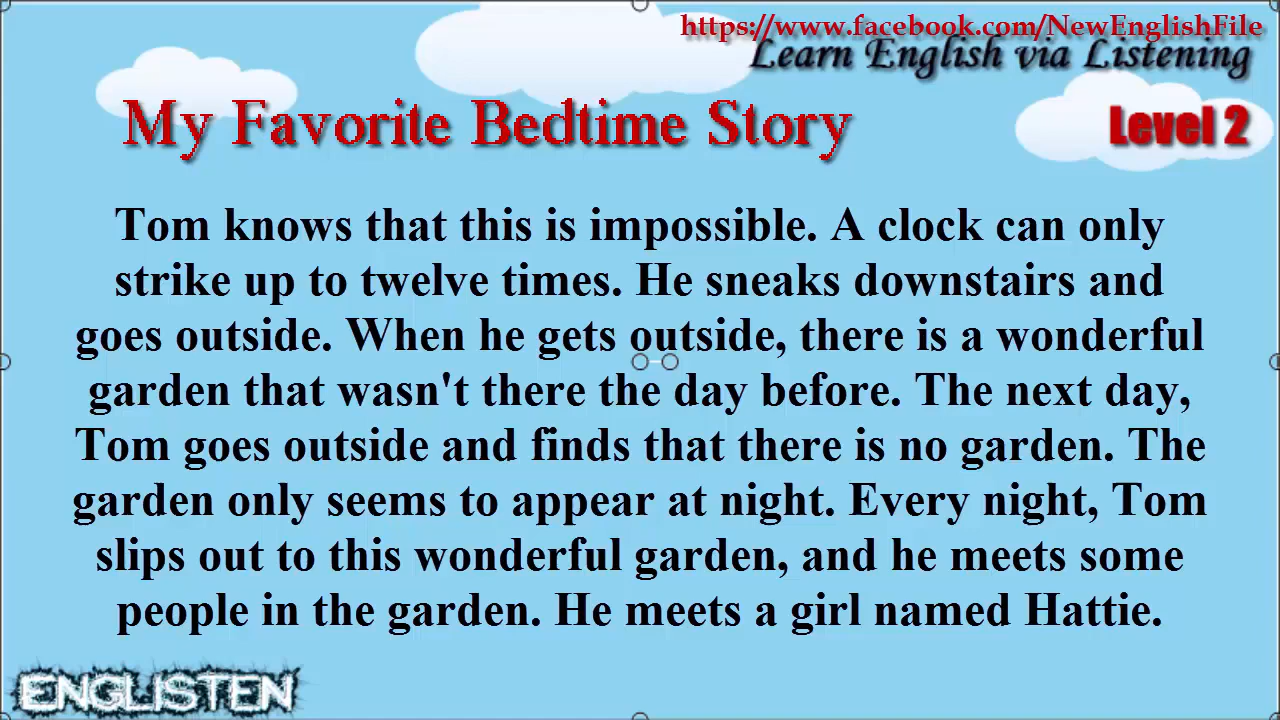 https://www.facebook.com/NewEnglishFile
Learn English via Listening
My Favorite Bedtime Story
Level 2
Tom knows that this is impossible. A clock can only
strike up to twelve times. He sneaks downstairs and
goes outside. When he gets outside, there is a wonderful
garden that wasn't there the day before. The next day,
Tom goes outside and finds that there is no garden. The
garden only seems to appear at night. Every night, Tom
slips out to this wonderful garden, and he meets some
people in the garden. He meets a girl named Hattie.
ENGLISTEN